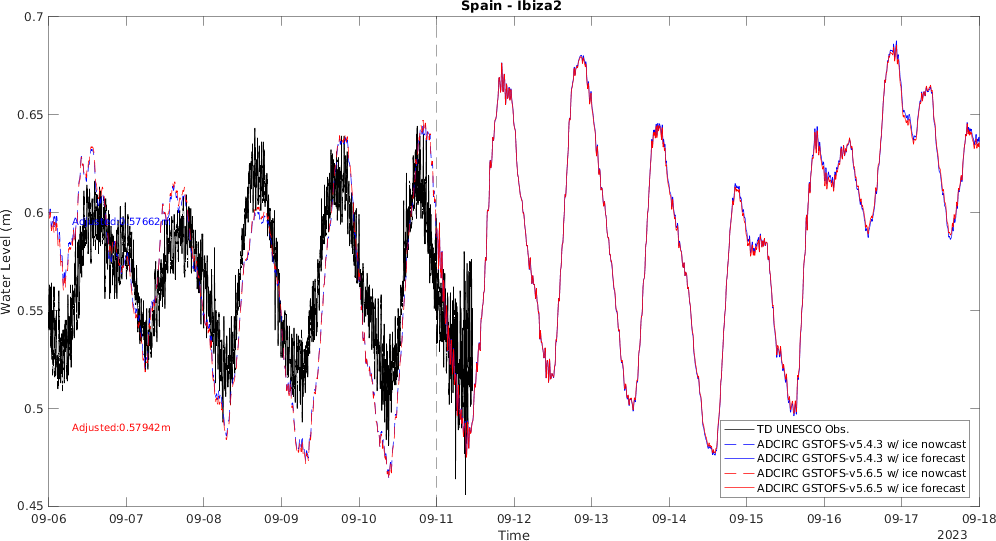 Spain - Ibiza2
0.7
0.65
0.6
0.55
0.5
0.45
Water Level (m)
Adjusted:0.57662m
Adjusted:0.57942m
TD UNESCO Obs.
ADCIRC GSTOFS-v5.4.3 w/ ice nowcast
ADCIRC GSTOFS-v5.4.3 w/ ice forecast
ADCIRC GSTOFS-v5.6.5 w/ ice nowcast
ADCIRC GSTOFS-v5.6.5 w/ ice forecast
09-06 09-07 09-08 09-09 09-10 09-11 09-12 09-13 09-14 09-15 09-16 09-17 09-18
Time
2023